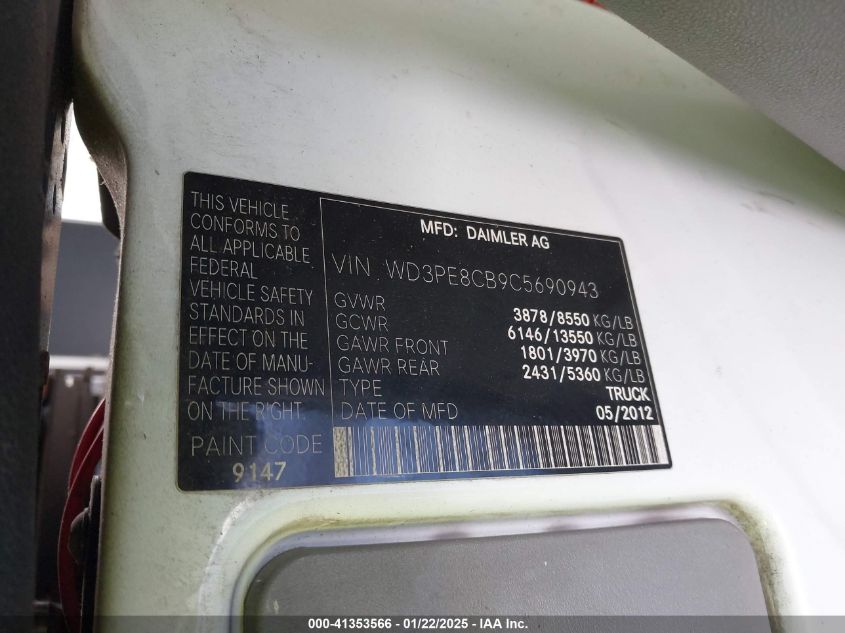 THIS VEHICLE
CONFORMS TO
ALL APPLICABLE
FEDERAL
VEHICLE SAFETY
STANDARDS IN
EFFECT ON THE
DATE OF MANU-
FACTURE SHOWN
ON THE RIGHT
PAINT CODE
9147
MFD: DAIMLER AG
VIN WD3PE8CB9C5690943
GVWR 3878/8550 KG/LB
GCWR 6146/13550 KG/LB
GAWR FRONT 1801/3970 KG/LB
GAWR REAR 2431/5360 KG/LB
TYPE TRUCK
DATE OF MFD 05/2012
000-41353566 - 01/22/2025 - IAA Inc.